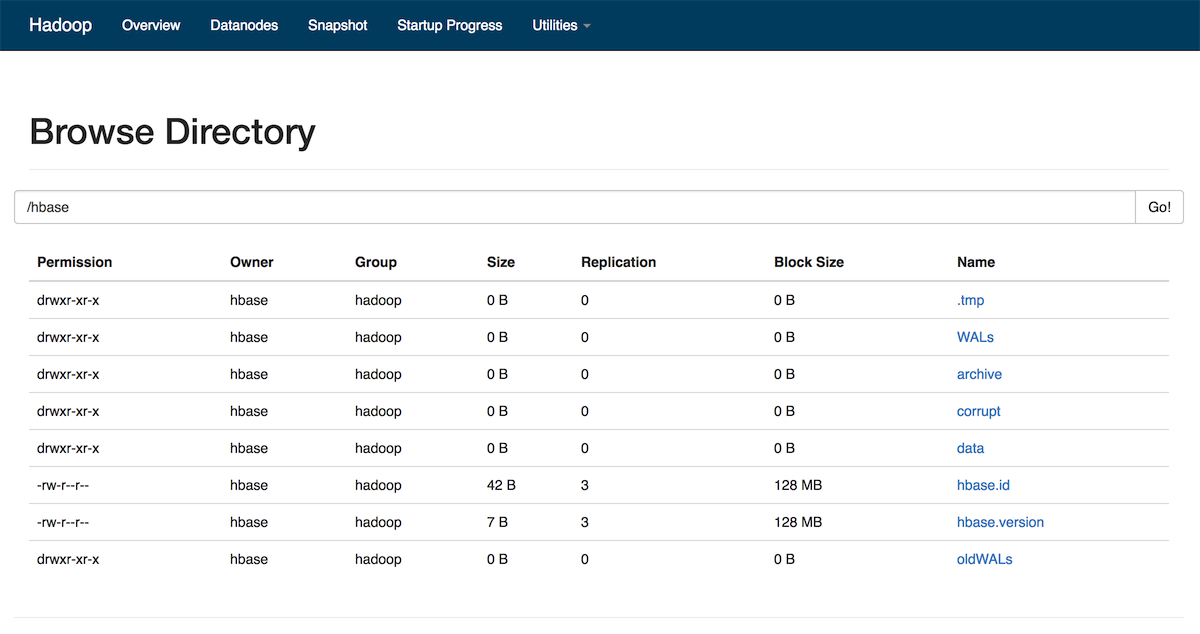 Hadoop Overview Datanodes Snapshot Startup Progress Utilities
Browse Directory
/hbase Go!
Permission Owner Group Size Replication Block Size Name
drwxr-xr-x hbase hadoop 0 B 0 0 B .tmp
drwxr-xr-x hbase hadoop 0 B 0 0 B WALs
drwxr-xr-x hbase hadoop 0 B 0 0 B archive
drwxr-xr-x hbase hadoop 0 B 0 0 B corrupt
drwxr-xr-x hbase hadoop 0 B 0 0 B data
-rw-r--r-- hbase hadoop 42 B 3 128 MB hbase.id
-rw-r--r-- hbase hadoop 7 B 3 128 MB hbase.version
drwxr-xr-x hbase hadoop 0 B 0 0 B oldWALs